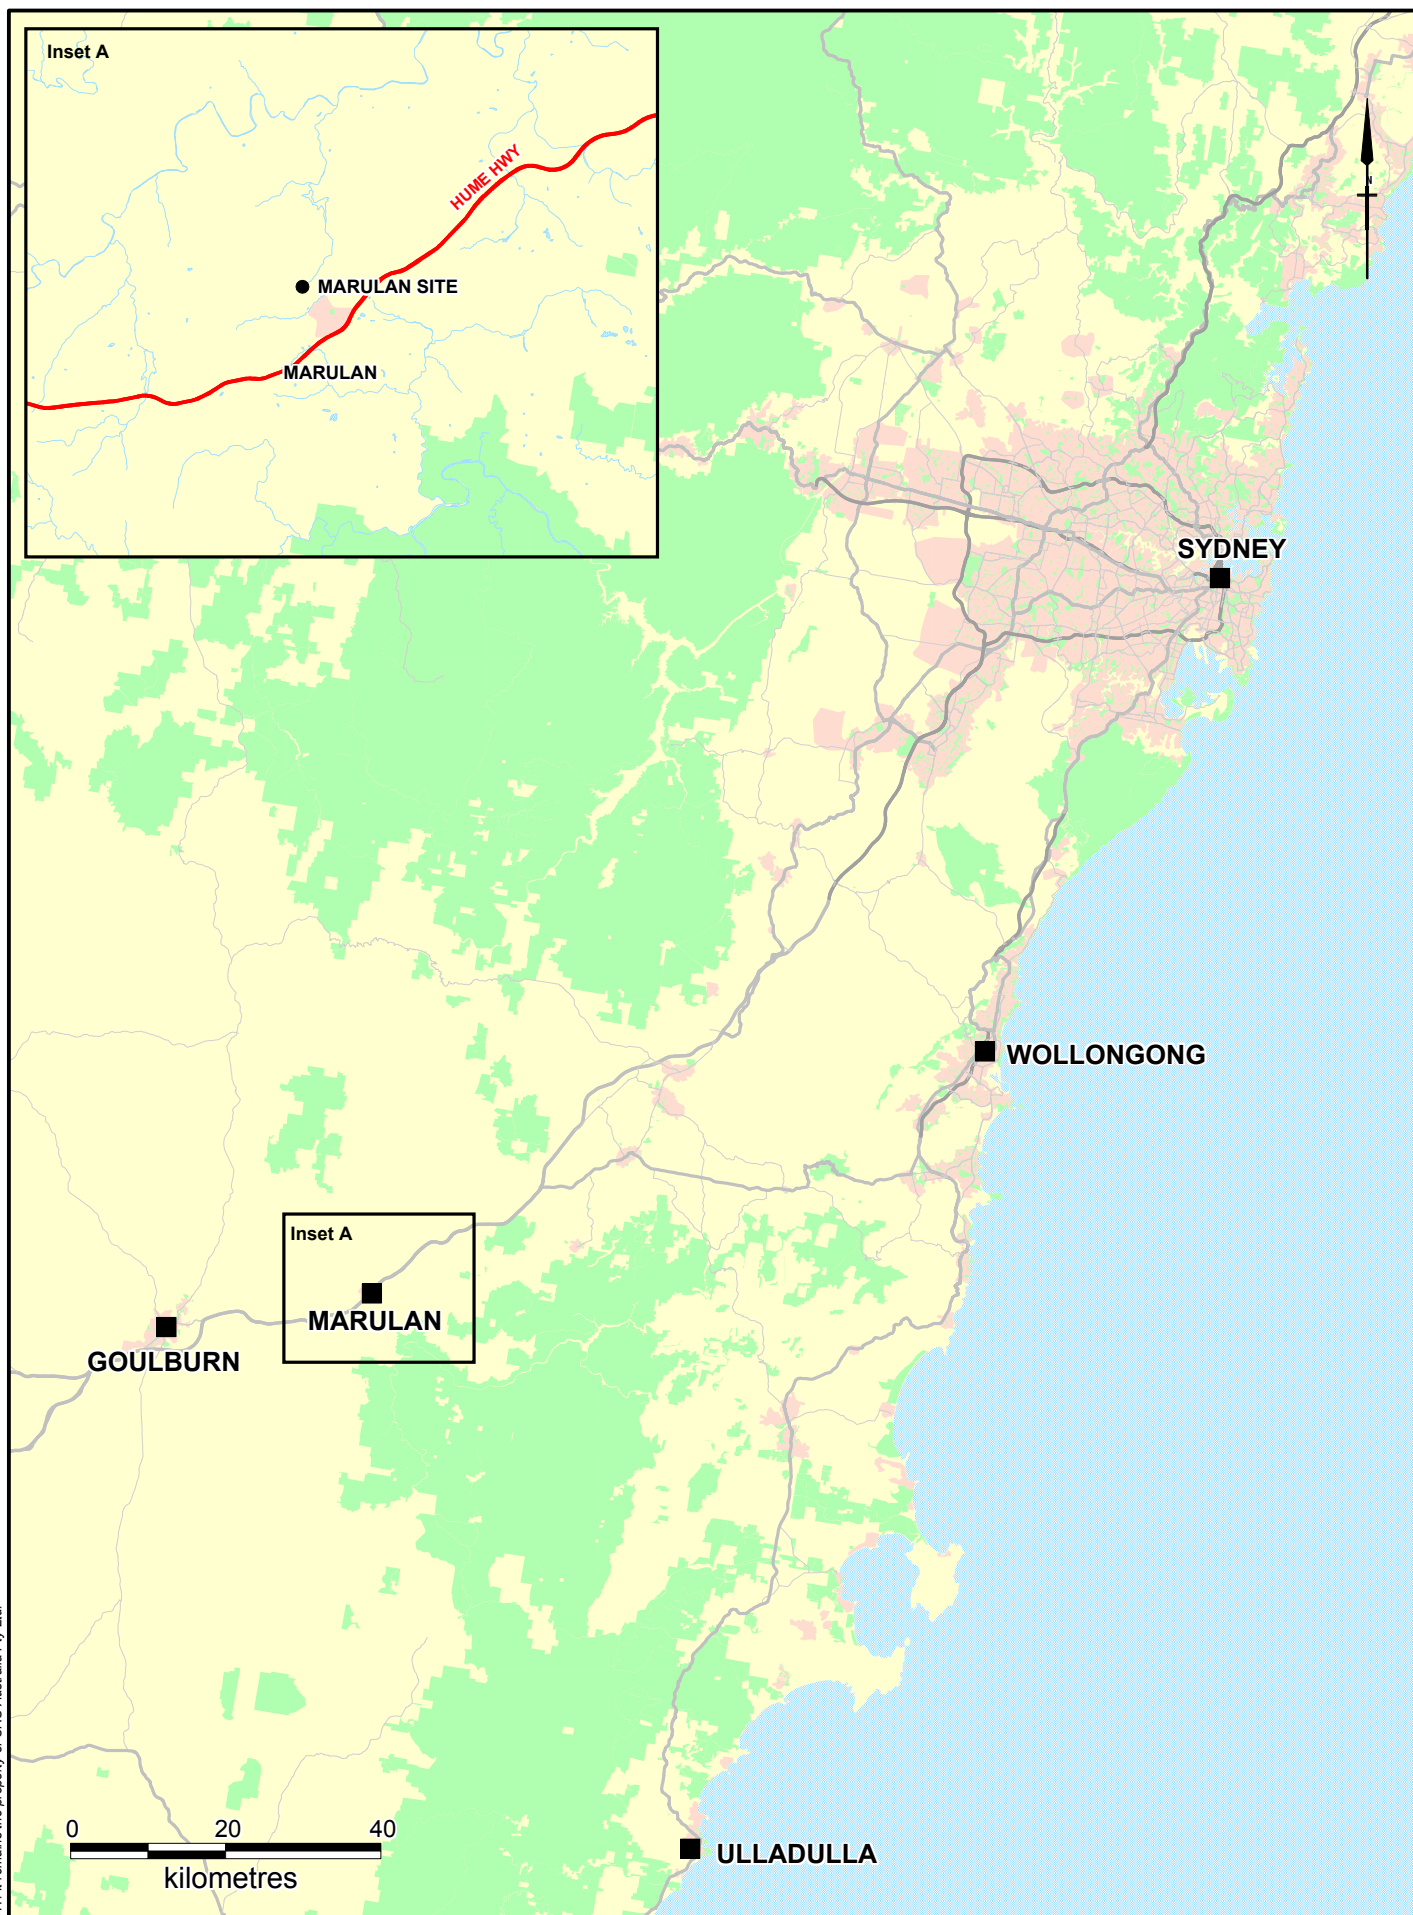 Inset A
HUME HWY
MARULAN SITE
MARULAN
N
SYDNEY
WOLLONGONG
Inset A
MARULAN
GOULBURN
0 20 40
kilometres
ULLADULLA